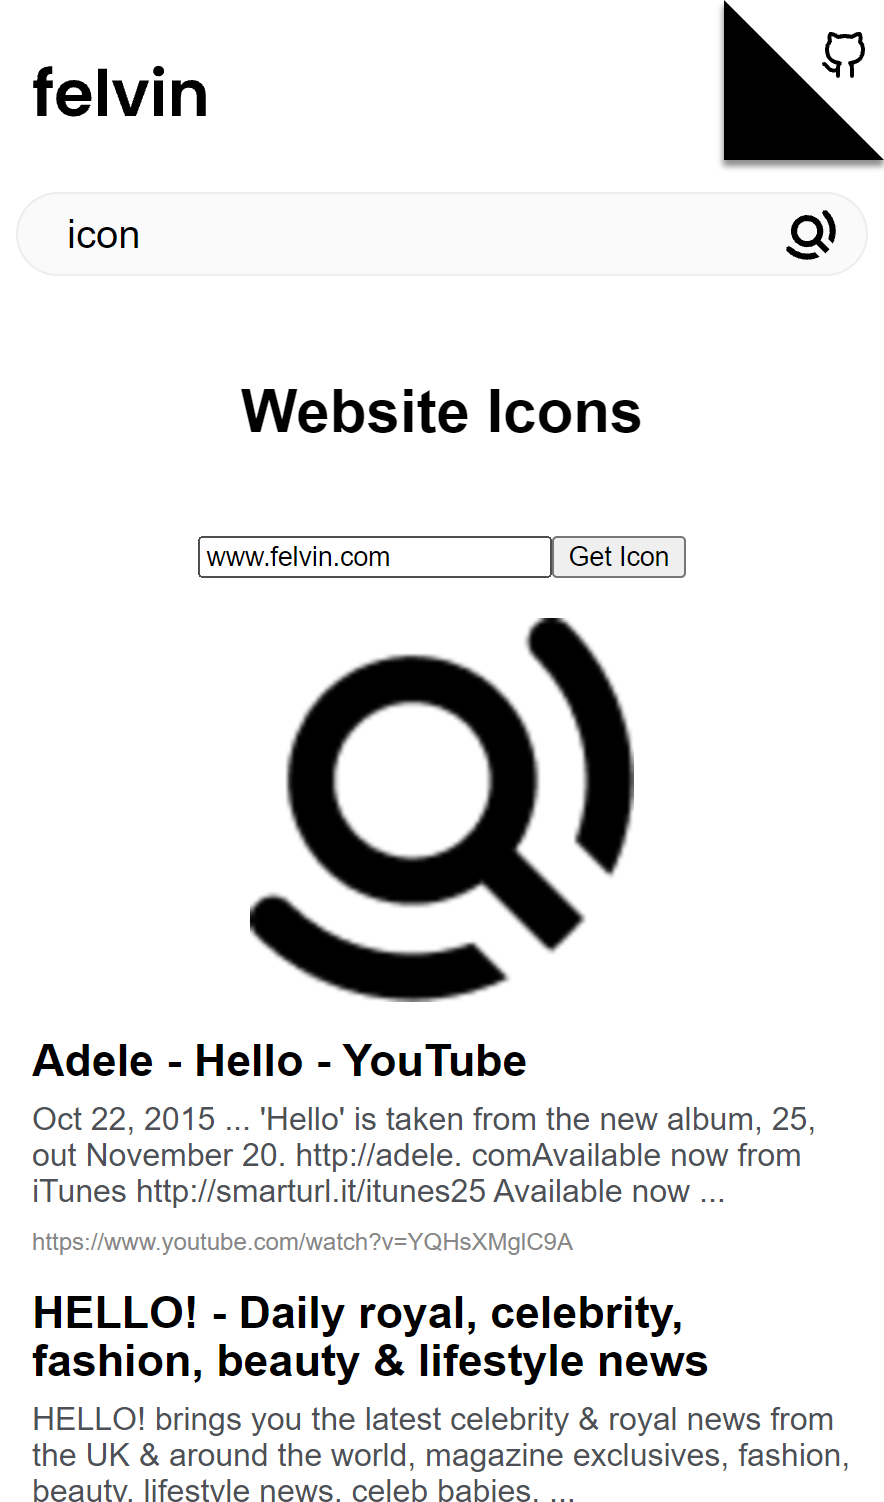 felvin
icon
Website Icons
www.felvin.com
Get Icon
Adele - Hello - YouTube
Oct 22, 2015 ... 'Hello' is taken from the new album, 25,
out November 20. http://adele. comAvailable now from
iTunes http://smarturl.it/itunes25 Available now ...
https://www.youtube.com/watch?v=YQHsXMglC9A
HELLO! - Daily royal, celebrity,
fashion, beauty & lifestyle news
HELLO! brings you the latest celebrity & royal news from
the UK & around the world, magazine exclusives, fashion,
beauty, lifestyle news, celeb babies, ...